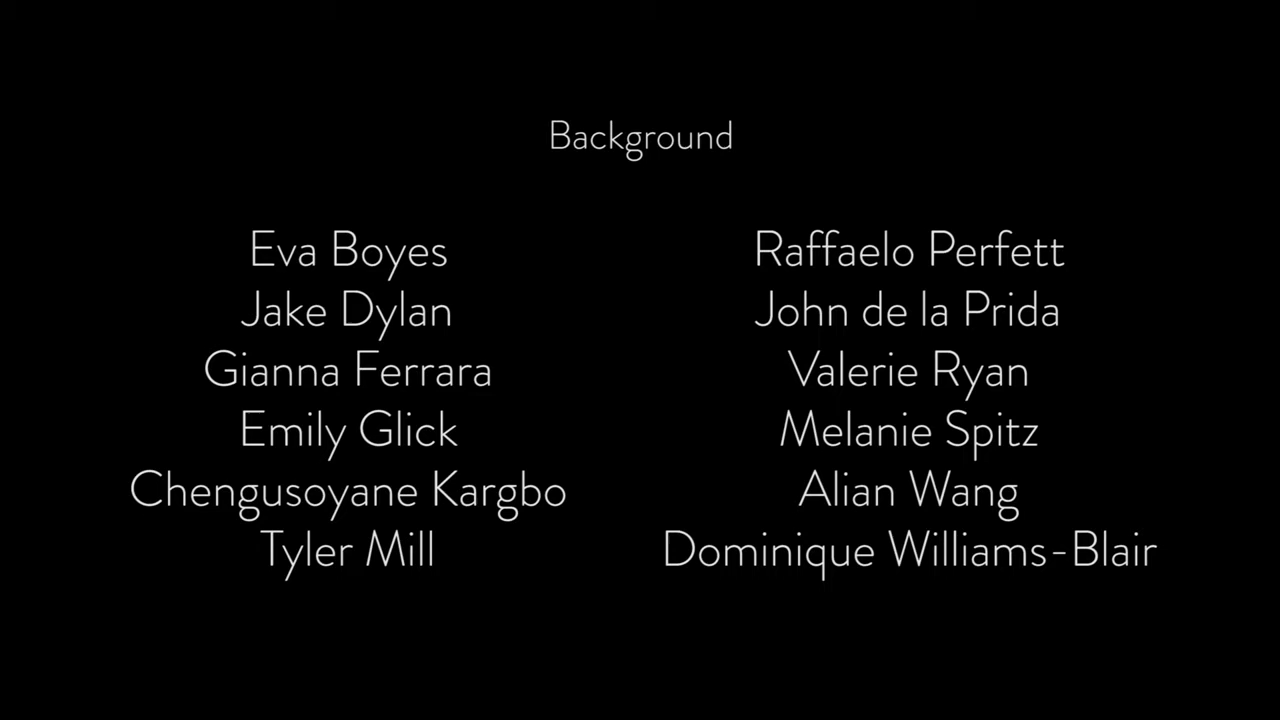 Background
Eva Boyes
Jake Dylan
Gianna Ferrara
Emily Glick
Chengusoyane Kargbo
Tyler Mill
Raffaelo Perfett
John de la Prida
Valerie Ryan
Melanie Spitz
Alian Wang
Dominique Williams-Blair